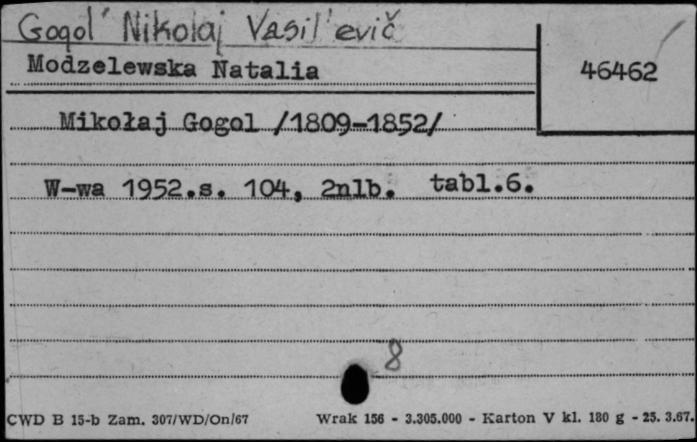 Gogol' Nikolaj Vasil'evič
Modzelewska Natalia
46462
Mikołaj Gogol /1809-1852/
W-wa 1952.s. 104, 2nlb. tabl.6.
8
CWD B 15-b Zam. 307/WD/On/67 Wrak 156 - 3.305.000 - Karton V kl. 180 g - 25. 3.67.